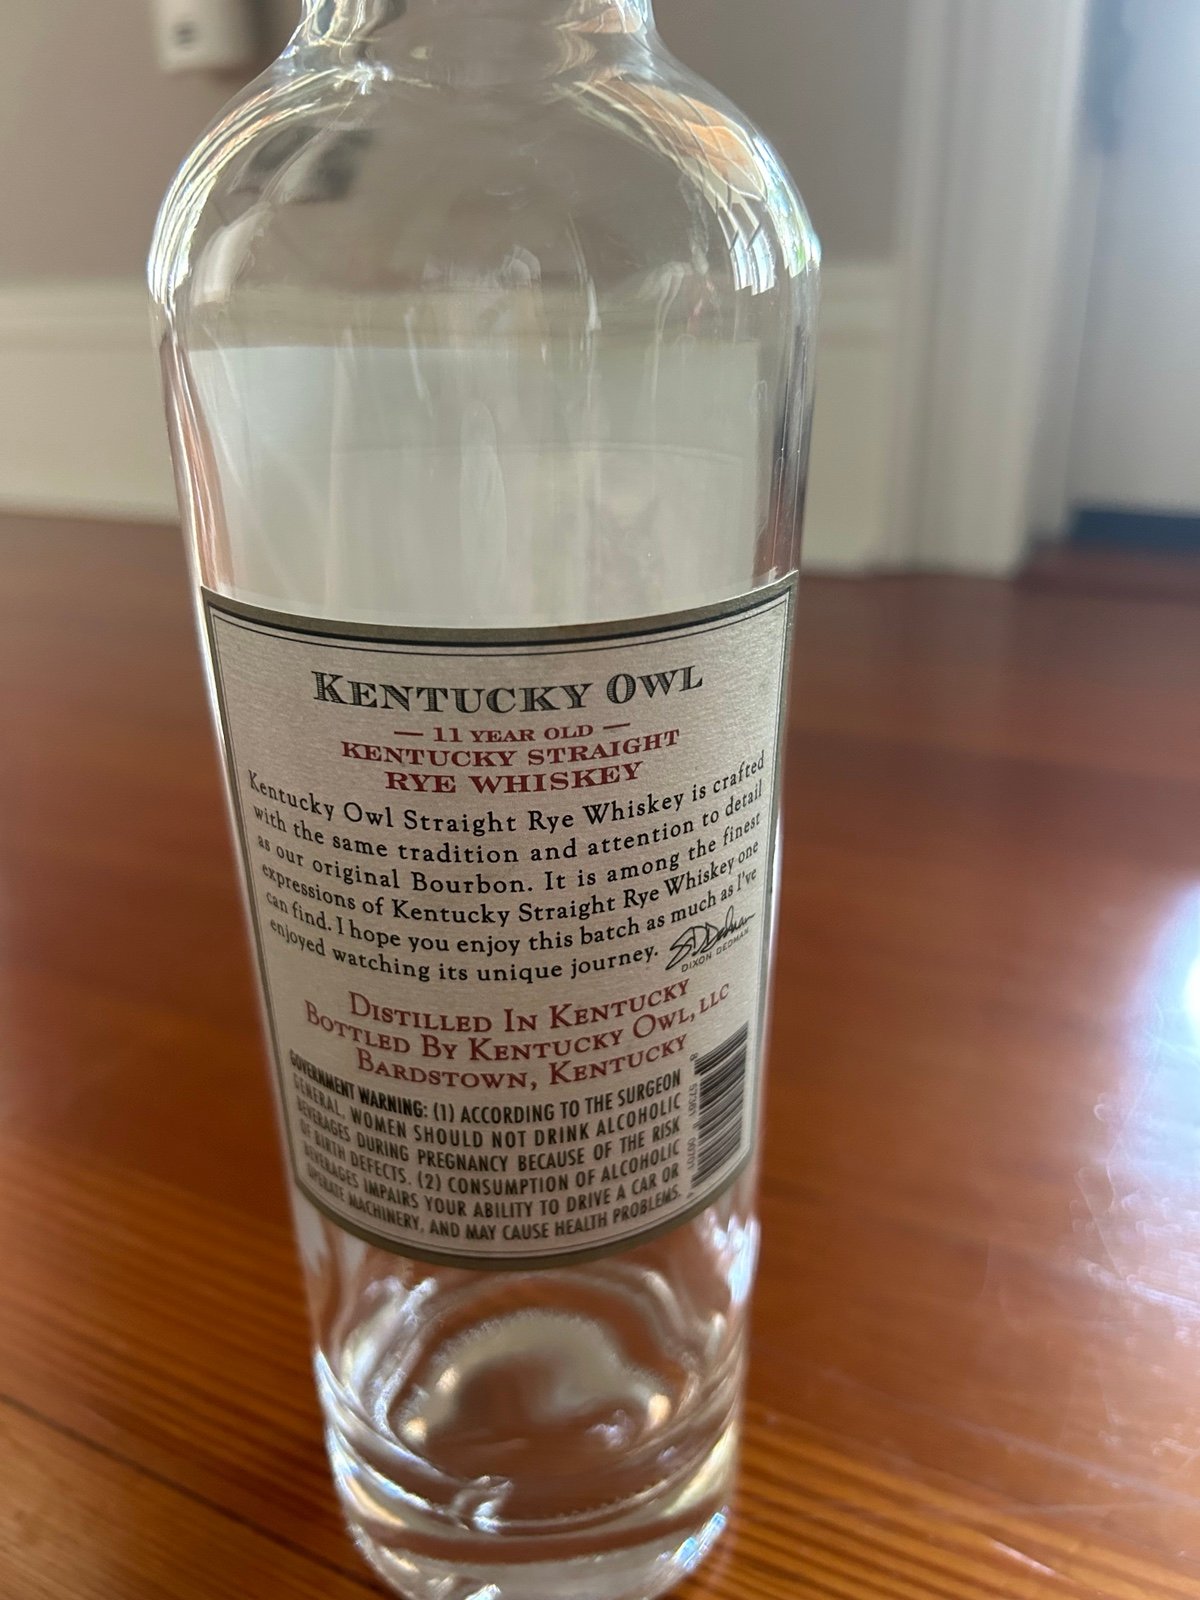 KENTUCKY OWL
— 11 YEAR OLD —
KENTUCKY STRAIGHT
RYE WHISKEY
Kentucky Owl Straight Rye Whiskey is crafted
with the same tradition and attention to detail
as our original Bourbon. It is among the finest
expressions of Kentucky Straight Rye Whiskey one
can find. I hope you enjoy this batch as much as I've
enjoyed watching its unique journey.
DIXON DEDMAN
DISTILLED IN KENTUCKY
BOTTLED BY KENTUCKY OWL, LLC
BARDSTOWN, KENTUCKY
GOVERNMENT WARNING: (1) ACCORDING TO THE SURGEON
GENERAL, WOMEN SHOULD NOT DRINK ALCOHOLIC
BEVERAGES DURING PREGNANCY BECAUSE OF THE RISK
OF BIRTH DEFECTS. (2) CONSUMPTION OF ALCOHOLIC
BEVERAGES IMPAIRS YOUR ABILITY TO DRIVE A CAR OR
OPERATE MACHINERY, AND MAY CAUSE HEALTH PROBLEMS.